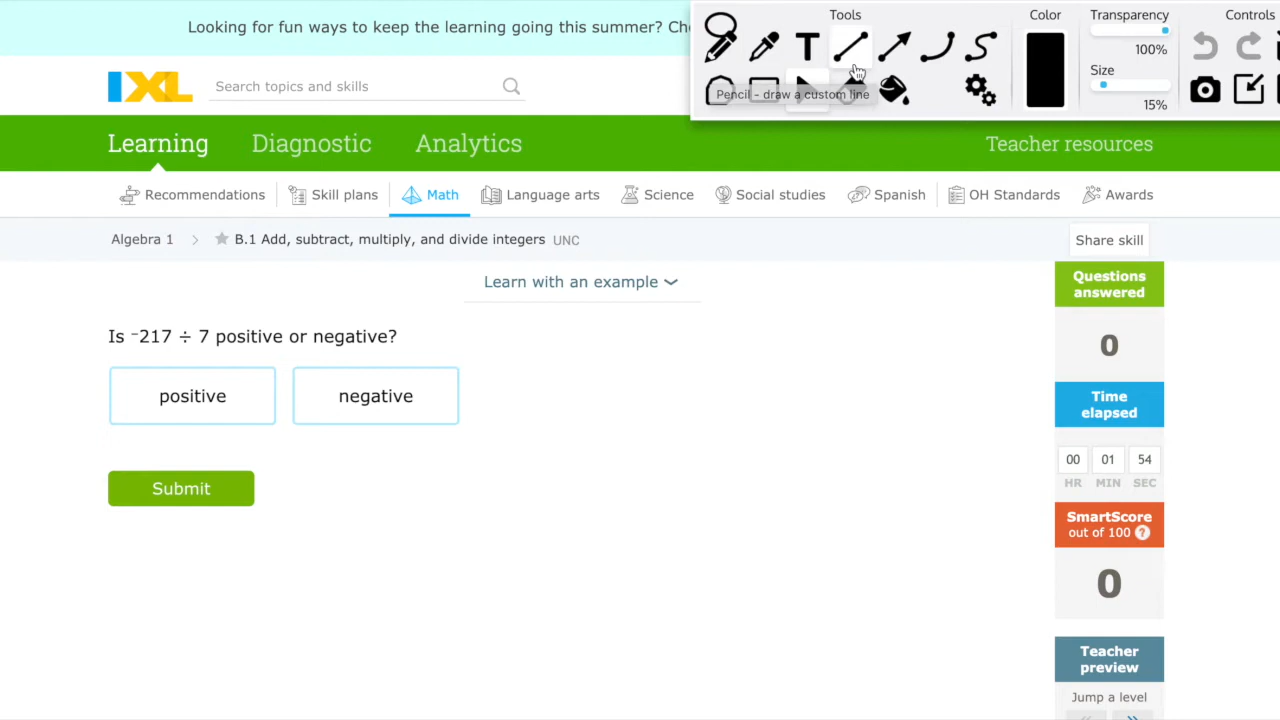 Looking for fun ways to keep the learning going this summer?
Tools
Color
Transparency
Controls
T
100%
Size
Pencil - draw a custom line
15%
IXL
Search topics and skills
Learning
Diagnostic
Analytics
Teacher resources
Recommendations
Skill plans
Math
Language arts
Science
Social studies
Spanish
OH Standards
Awards
Algebra 1 > B.1 Add, subtract, multiply, and divide integers UNC
Share skill
Learn with an example
Questions
answered
0
Is ⁻217 ÷ 7 positive or negative?
positive
negative
Submit
Time
elapsed
00 01 54
HR MIN SEC
SmartScore
out of 100 ?
0
Teacher
preview
Jump a level